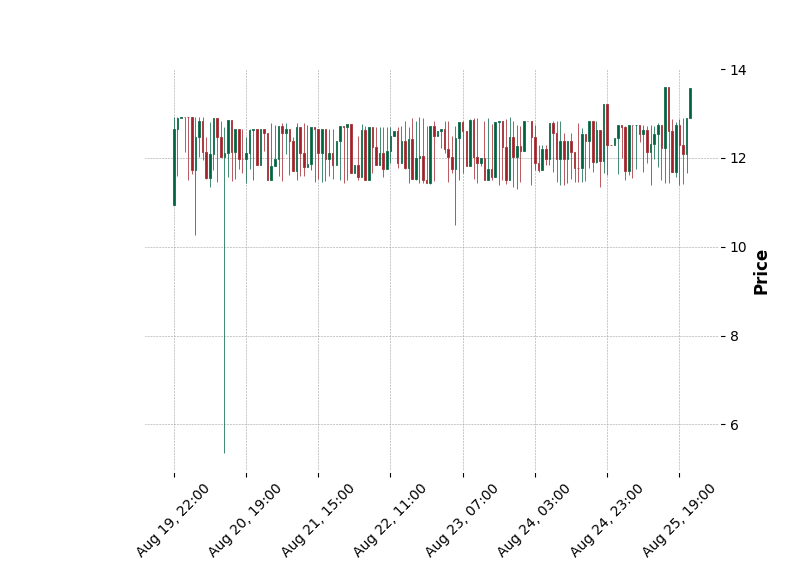 14
12
10
8
6
Price
Aug 19, 22:00
Aug 20, 19:00
Aug 21, 15:00
Aug 22, 11:00
Aug 23, 07:00
Aug 24, 03:00
Aug 24, 23:00
Aug 25, 19:00